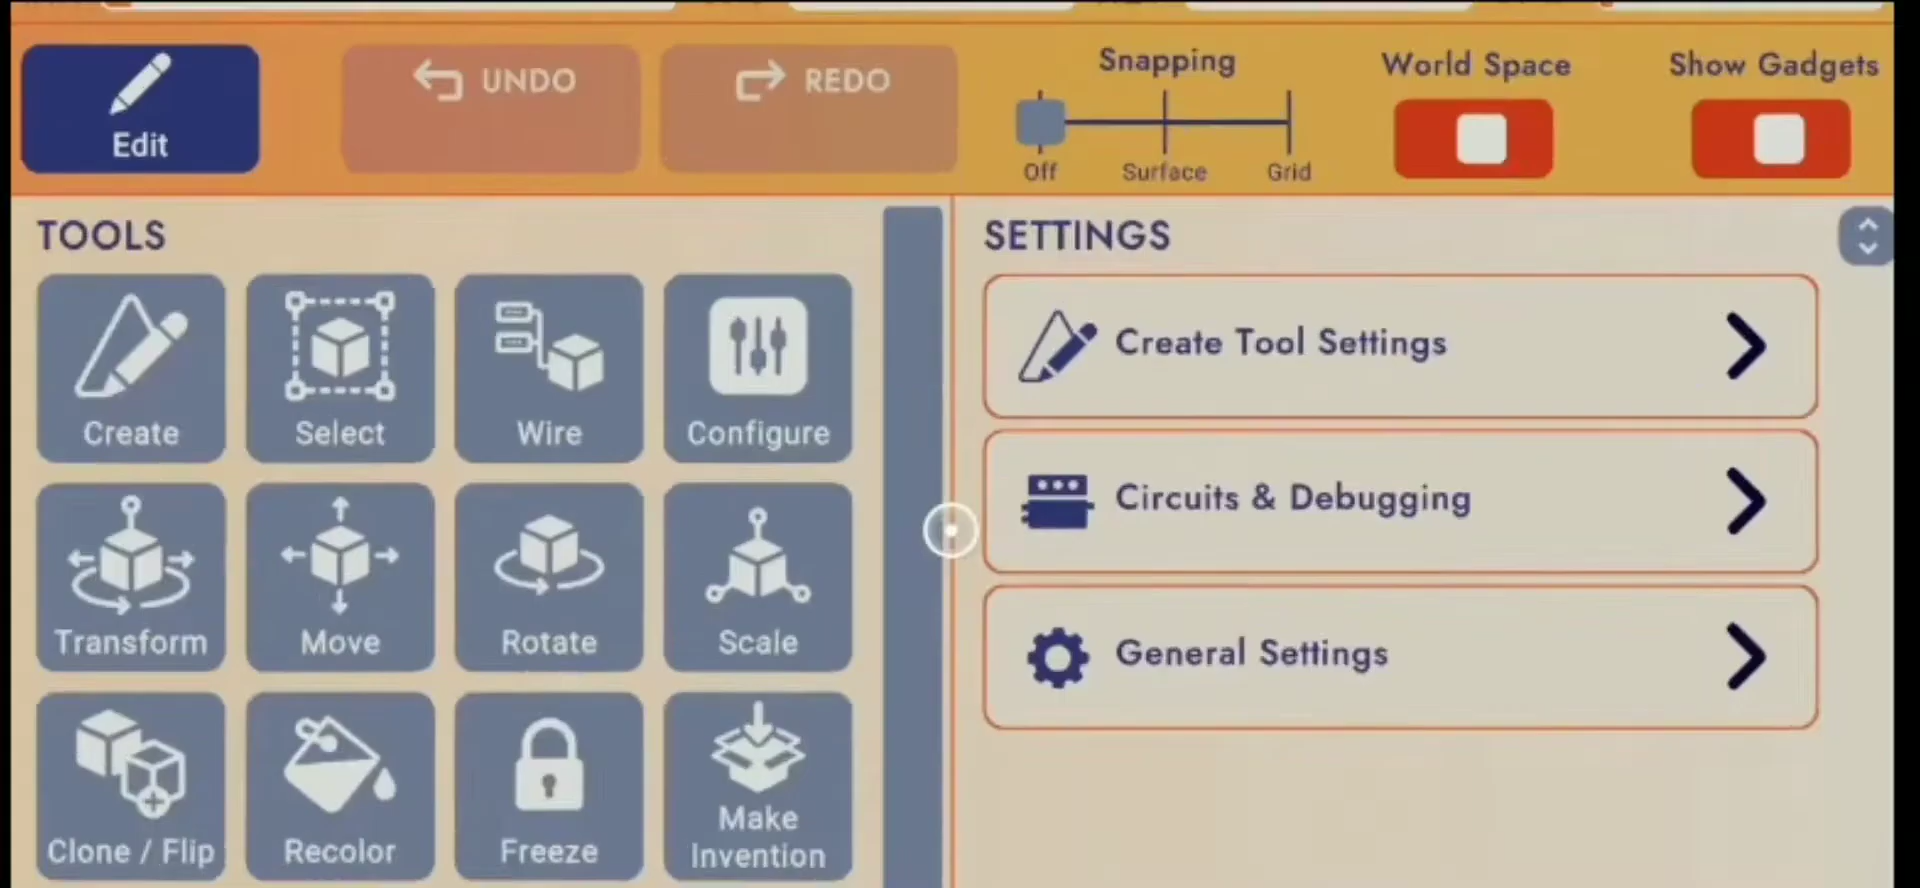 Edit
UNDO
REDO
Snapping
Off
Surface
Grid
World Space
Show Gadgets
TOOLS
Create
Select
Wire
Configure
Transform
Move
Rotate
Scale
Clone / Flip
Recolor
Freeze
Make
Invention
SETTINGS
Create Tool Settings
Circuits & Debugging
General Settings